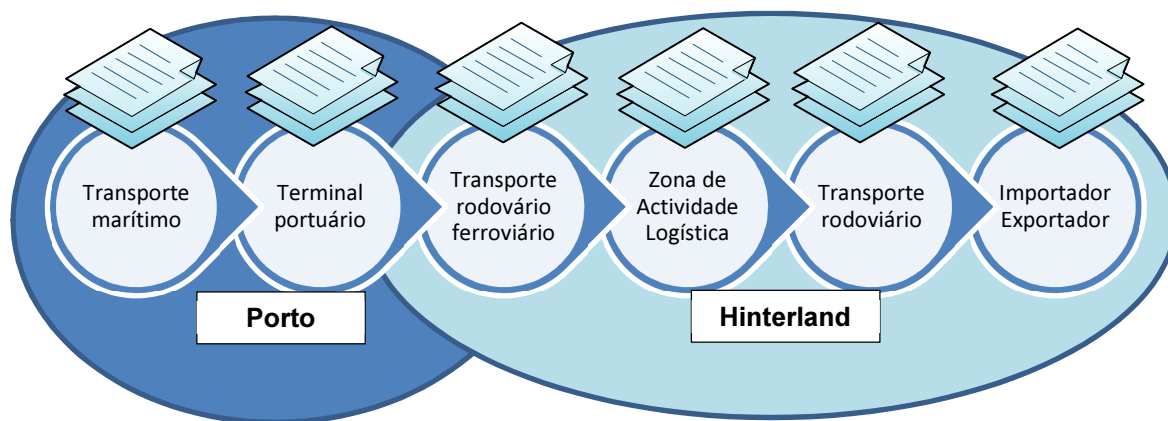 Transporte
marítimo
Terminal
portuário
Transporte
rodovário
ferroviário
Zona de
Actividade
Logística
Transporte
rodoviário
Importador
Exportador
Porto
Hinterland